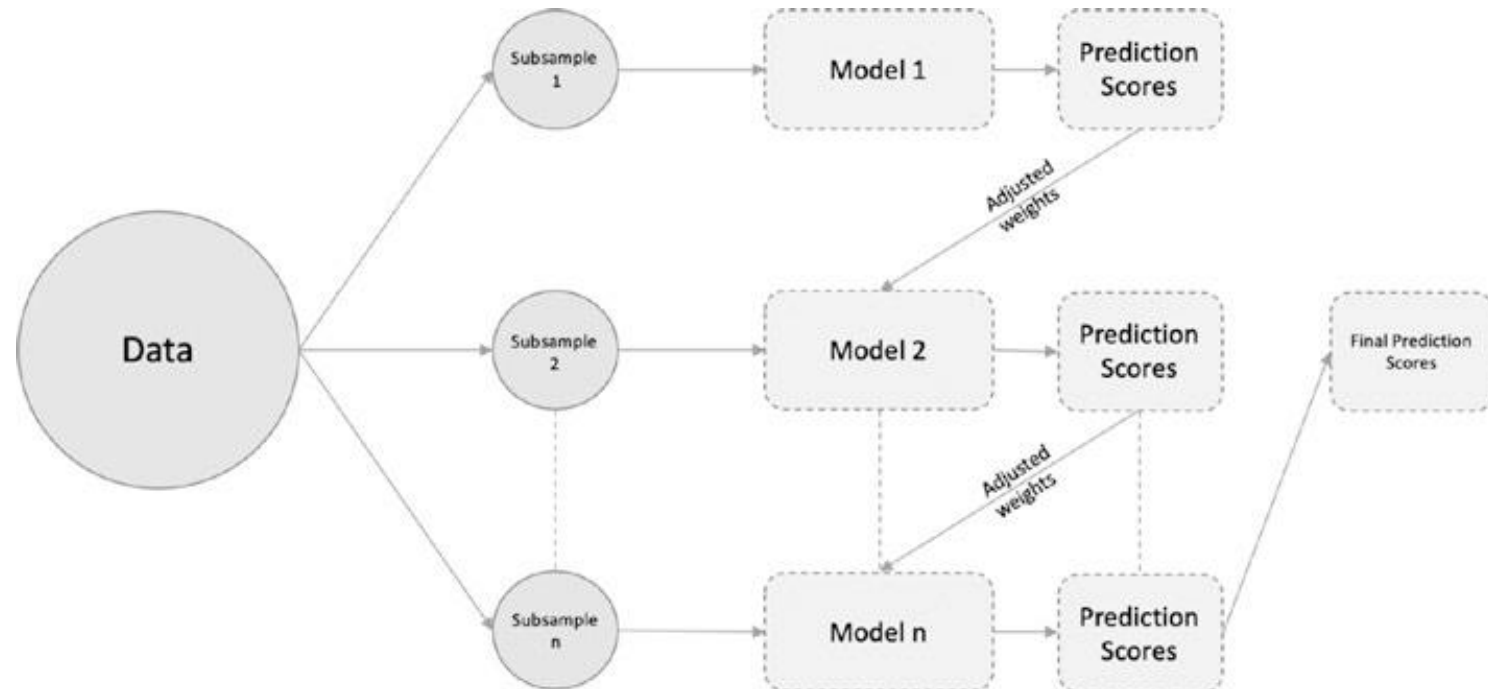 Subsample
1
Model 1
Prediction
Scores
Adjusted
weights
Data
Subsample
2
Model 2
Prediction
Scores
Final Prediction
Scores
Adjusted
weights
Subsample
n
Model n
Prediction
Scores